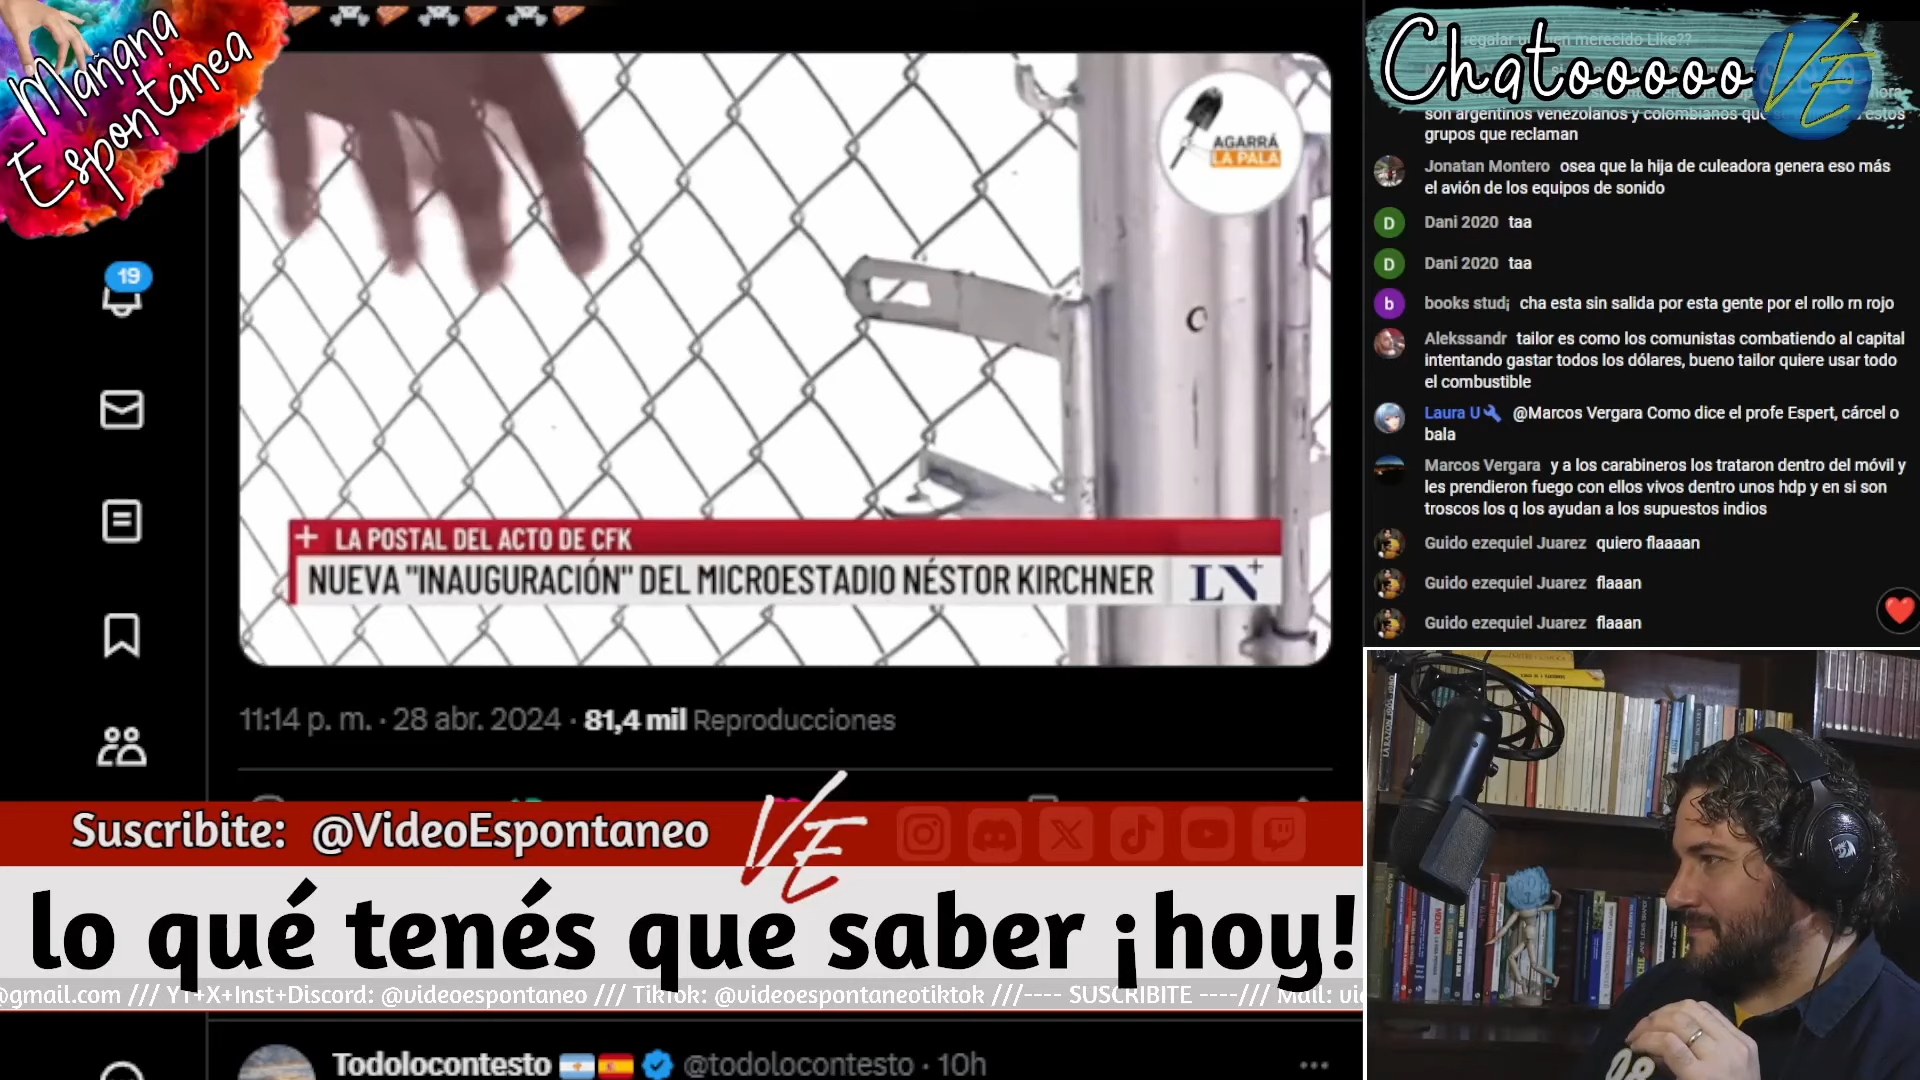 Mañana
Espontánea
19
AGARRÁ
LA PALA
LA POSTAL DEL ACTO DE CFK
NUEVA "INAUGURACIÓN" DEL MICROESTADIO NÉSTOR KIRCHNER
LN+
11:14 p. m. · 28 abr. 2024 · 81,4 mil Reproducciones
Suscribite: @VideoEspontaneo
VE
lo qué tenés que saber ¡hoy!
@gmail.com /// YT+X+Inst+Discord: @videoespontaneo /// TikTok: @videoespontaneotiktok ///---- SUSCRIBITE ----/// Mail:
Todolocontesto @todolocontesto · 10h
Chatooooo VE
regalar un bien merecido Like??
son argentinos venezolanos y colombianos
grupos que reclaman
Jonatan Montero osea que la hija de culeadora genera eso más
el avión de los equipos de sonido
D Dani 2020 taa
D Dani 2020 taa
b books studj cha esta sin salida por esta gente por el rollo rn rojo
Alekssandr tailor es como los comunistas combatiendo al capital
intentando gastar todos los dólares, bueno tailor quiere usar todo
el combustible
Laura U @Marcos Vergara Como dice el profe Espert, cárcel o
bala
Marcos Vergara y a los carabineros los trataron dentro del móvil y
les prendieron fuego con ellos vivos dentro unos hdp y en si son
troscos los q los ayudan a los supuestos indios
Guido ezequiel Juarez quiero flaaaan
Guido ezequiel Juarez flaaan
Guido ezequiel Juarez flaaan